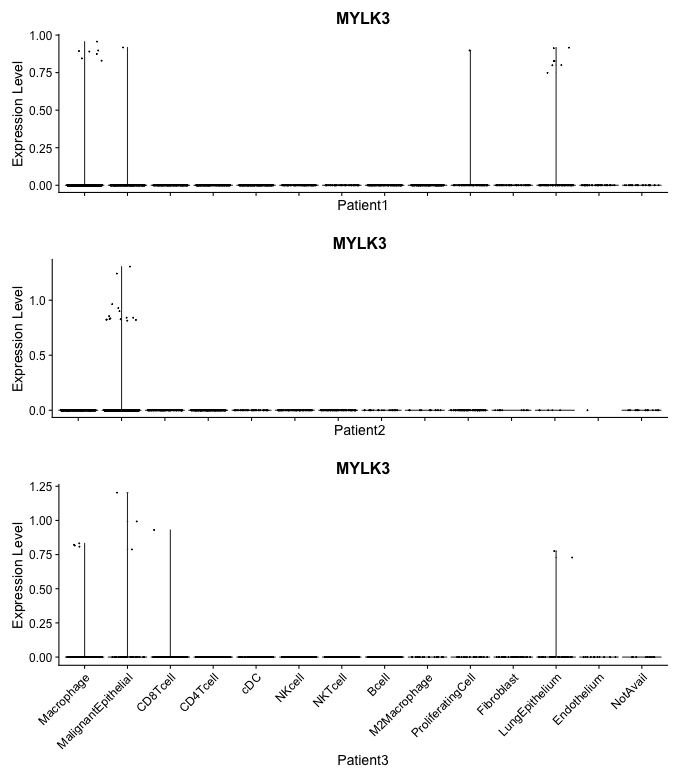 MYLK3
Expression Level
1.00
0.75
0.50
0.25
0.00
Patient1
MYLK3
Expression Level
1.0
0.5
0.0
Patient2
MYLK3
Expression Level
1.25
1.00
0.75
0.50
0.25
0.00
Macrophage
MalignantEpithelial
CD8Tcell
CD4Tcell
cDC
NKcell
NKTcell
Bcell
M2Macrophage
ProliferatingCell
Fibroblast
LungEpithelium
Endothelium
NotAvail
Patient3